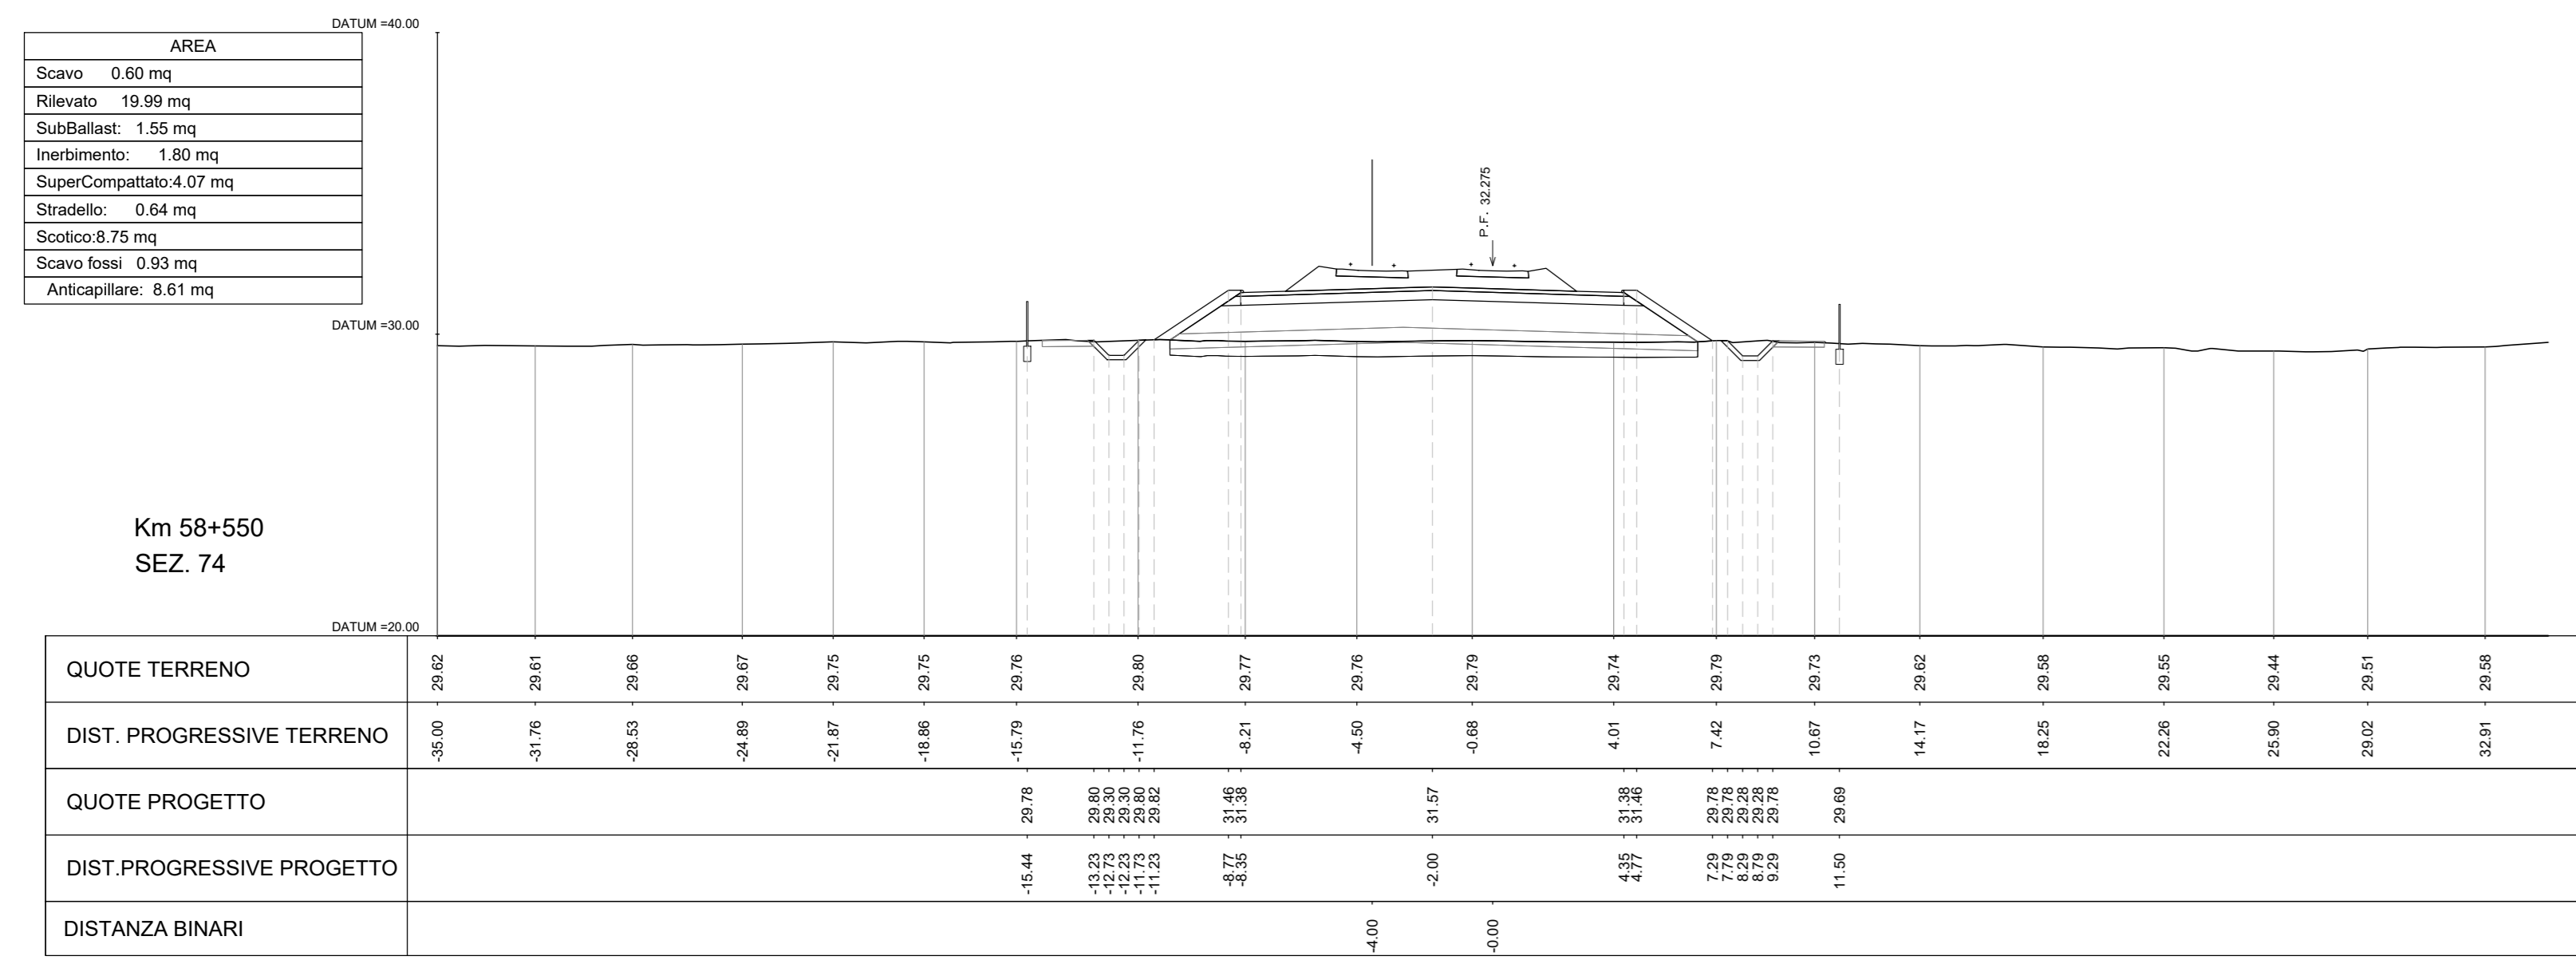 DATUM =40.00
AREA
Scavo 0.60 mq
Rilevato 19.99 mq
SubBallast: 1.55 mq
Inerbimento: 1.80 mq
SuperCompattato:4.07 mq
Stradello: 0.64 mq
Scotico:8.75 mq
Scavo fossi 0.93 mq
Anticapillare: 8.61 mq
P.F. 32.275
DATUM =30.00
Km 58+550
SEZ. 74
DATUM =20.00
QUOTE TERRENO 29.62 29.61 29.66 29.67 29.75 29.75 29.76 29.80 29.77 29.76 29.79 29.74 29.79 29.73 29.62 29.58 29.55 29.44 29.51 29.58
DIST. PROGRESSIVE TERRENO -35.00 -31.76 -28.53 -24.89 -21.87 -18.86 -15.79 -11.76 -8.21 -4.50 -0.68 4.01 7.42 10.67 14.17 18.25 22.26 25.90 29.02 32.91
QUOTE PROGETTO 29.78 29.80 29.30 29.30 29.80 29.82 31.46 31.38 31.57 31.38 31.46 29.78 29.78 29.28 29.28 29.78 29.69
DIST.PROGRESSIVE PROGETTO -15.44 -13.23 -12.73 -12.23 -11.73 -11.23 -8.77 -8.35 -2.00 4.35 4.77 7.29 7.79 8.29 8.79 9.29 11.50
DISTANZA BINARI -4.00 -0.00